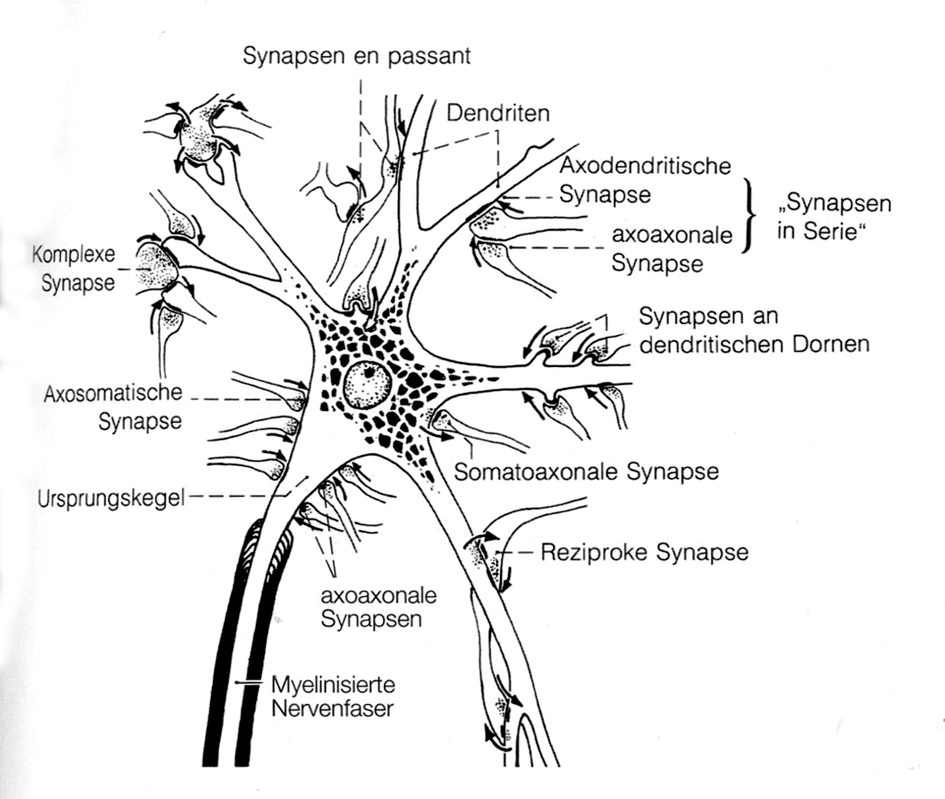 Synapsen en passant
Dendriten
Axodendritische
Synapse
axoaxonale
Synapse
„Synapsen
in Serie“
Komplexe
Synapse
Synapsen an
dendritischen Dornen
Axosomatische
Synapse
Somatoaxonale Synapse
Ursprungskegel
Reziproke Synapse
axoaxonale
Synapsen
Myelinisierte
Nervenfaser